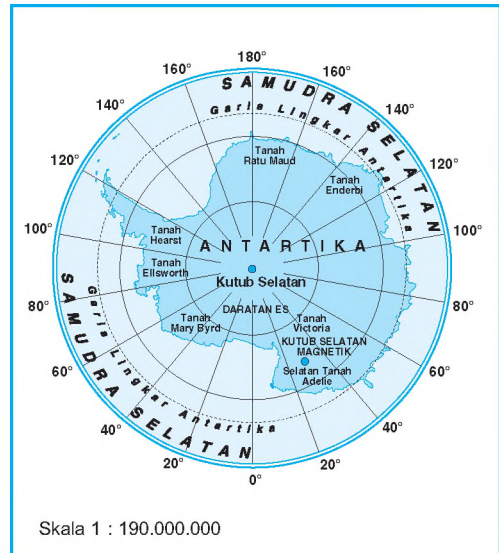 180°
160°
160°
140°
140°
120°
120°
100°
100°
80°
80°
60°
60°
40°
40°
20°
20°
0°
SAMUDRA SELATAN
Garis Lingkar Antartika
Tanah
Ratu Maud
Tanah
Enderbi
Tanah
Hearst
ANTARTIKA
Tanah
Ellsworth
Kutub Selatan
DARATAN ES
Tanah
Mary Byrd
Tanah
Victoria
KUTUB SELATAN
MAGNETIK
Selatan Tanah
Adelie
Garis Lingkar Antartika
SAMUDRA SELATAN
Skala 1 : 190.000.000